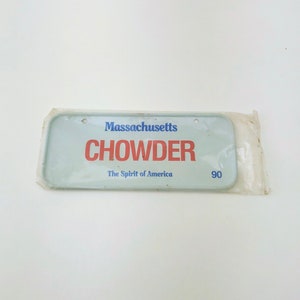 Massachusetts
CHOWDER
The Spirit of America 90